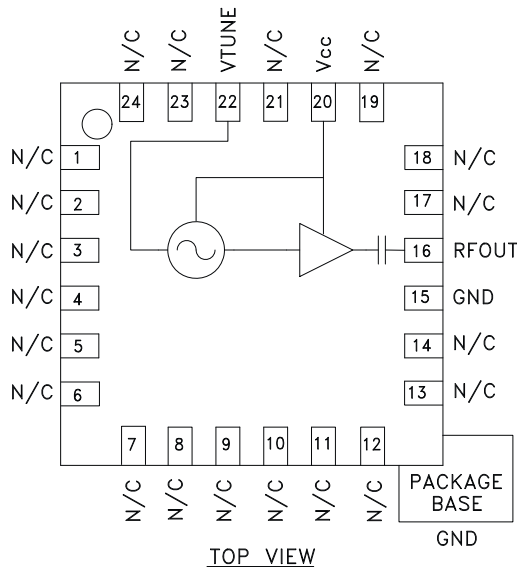 N/C N/C VTUNE N/C Vcc N/C
24 23 22 21 20 19
N/C 1 18 N/C
N/C 2 17 N/C
N/C 3 16 RFOUT
N/C 4 15 GND
N/C 5 14 N/C
N/C 6 13 N/C
7 8 9 10 11 12
N/C N/C N/C N/C N/C N/C
PACKAGE
BASE
GND
TOP VIEW